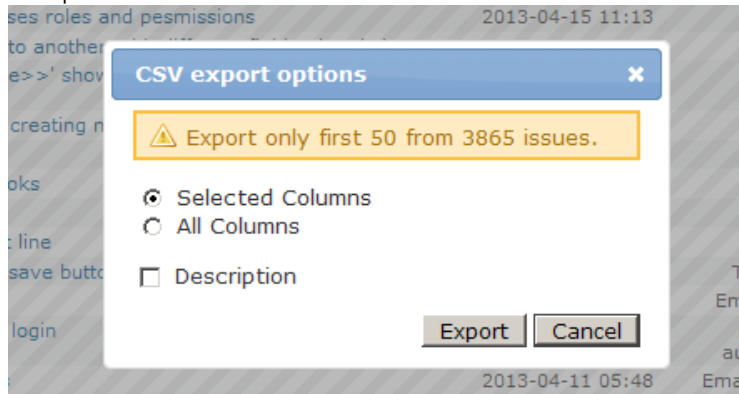 ses roles and pesmissions 2013-04-15 11:13
to another
e>>' show
CSV export options
creating n
Export only first 50 from 3865 issues.
oks
Selected Columns
All Columns
line
save butto
Description
login
Export Cancel
2013-04-11 05:48 Ema